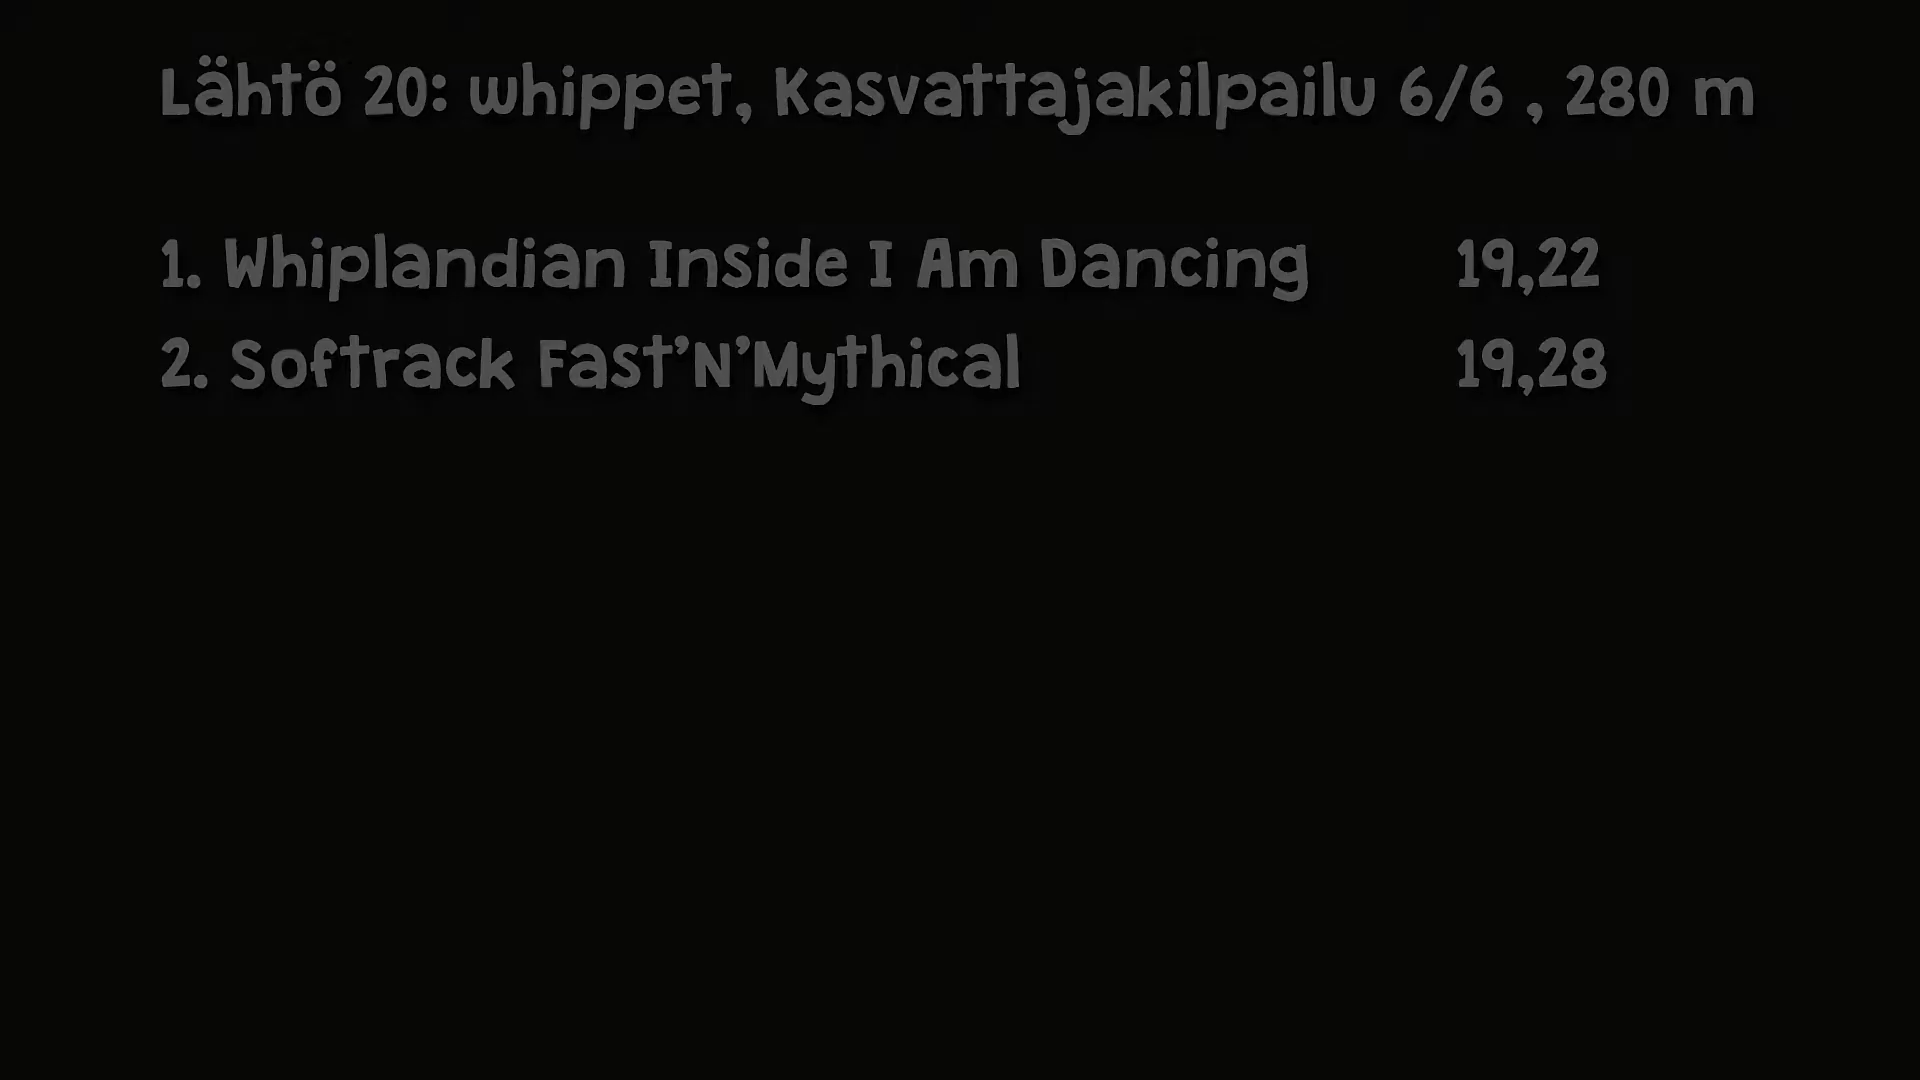 Lähtö 20: whippet, Kasvattajakilpailu 6/6 , 280 m
1. Whiplandian Inside I Am Dancing 19,22
2. Softrack Fast’N’Mythical 19,28